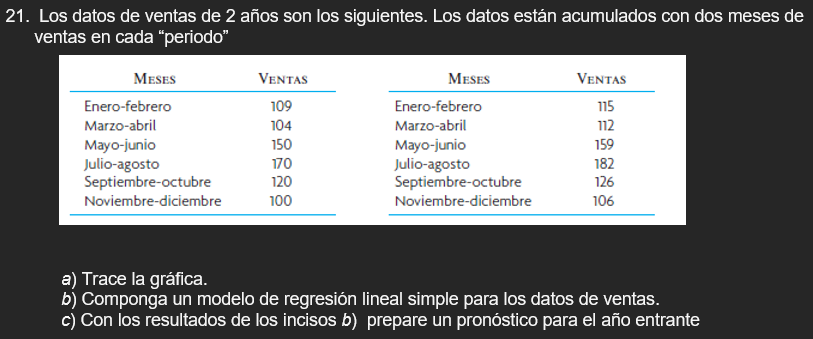 21. Los datos de ventas de 2 años son los siguientes. Los datos están acumulados con dos meses de
ventas en cada “periodo”
MESES VENTAS MESES VENTAS
Enero-febrero 109 Enero-febrero 115
Marzo-abril 104 Marzo-abril 112
Mayo-junio 150 Mayo-junio 159
Julio-agosto 170 Julio-agosto 182
Septiembre-octubre 120 Septiembre-octubre 126
Noviembre-diciembre 100 Noviembre-diciembre 106
a) Trace la gráfica.
b) Componga un modelo de regresión lineal simple para los datos de ventas.
c) Con los resultados de los incisos b) prepare un pronóstico para el año entrante